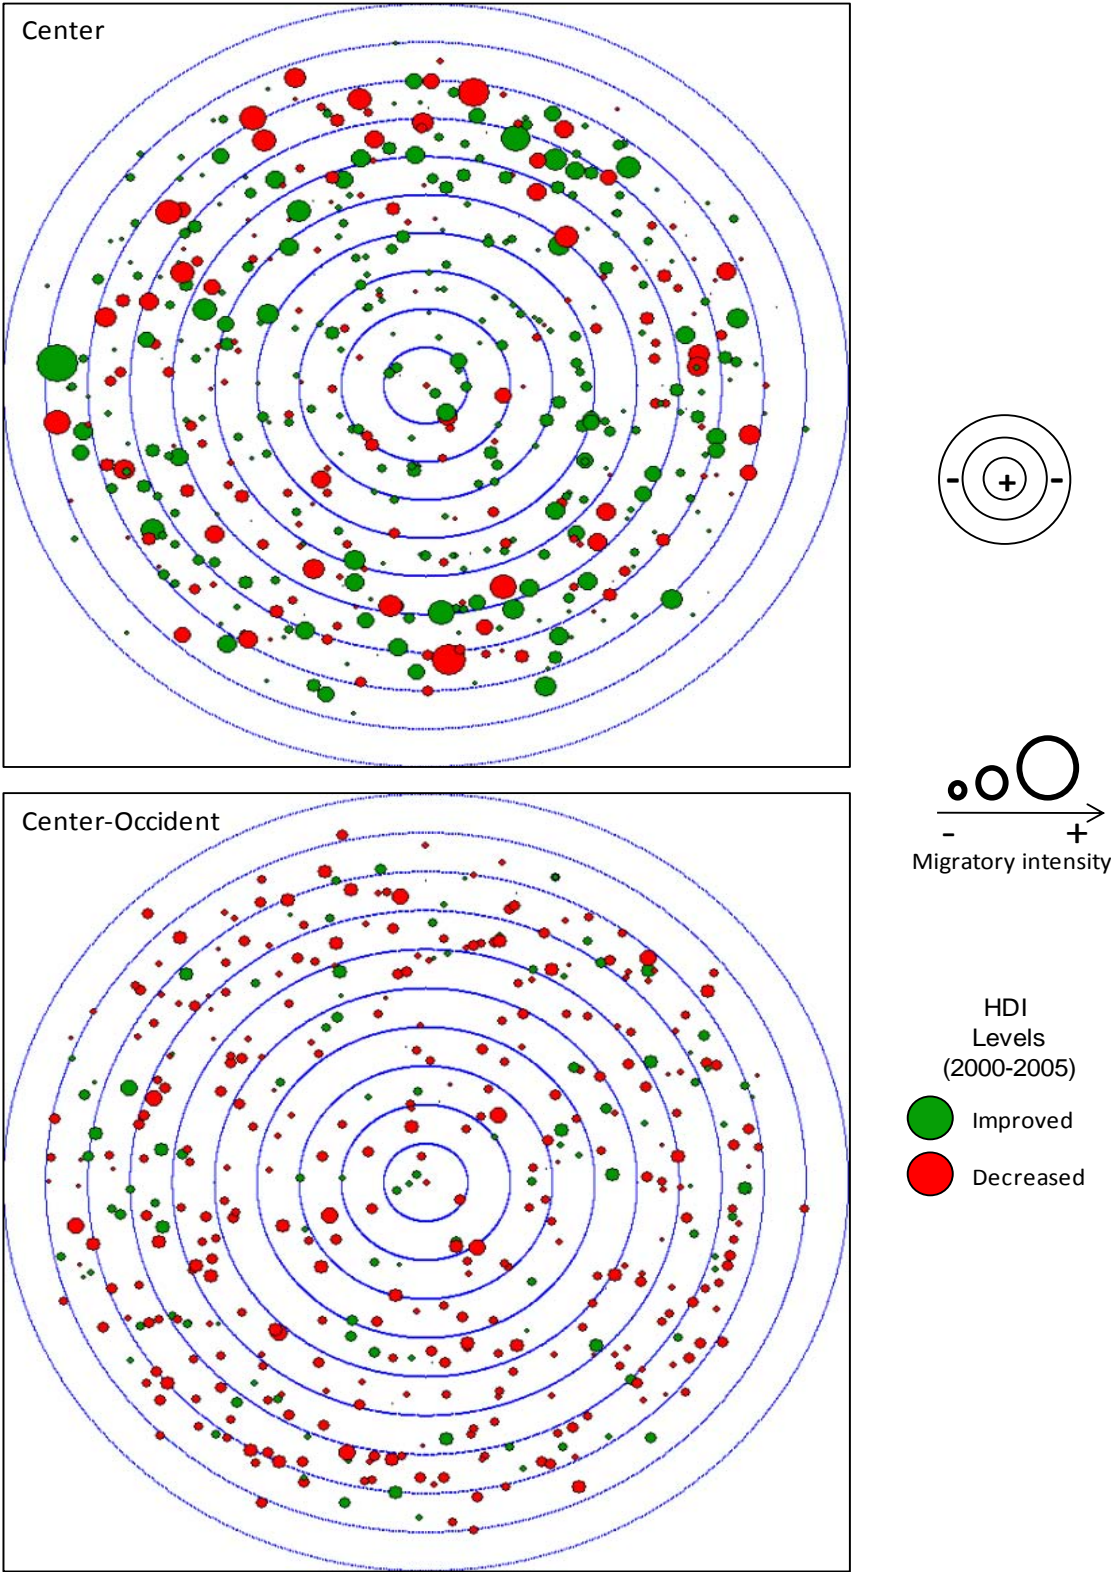 Center
- + -
- +
Migratory intensity
Center-Occident
HDI
Levels
(2000-2005)
Improved
Decreased